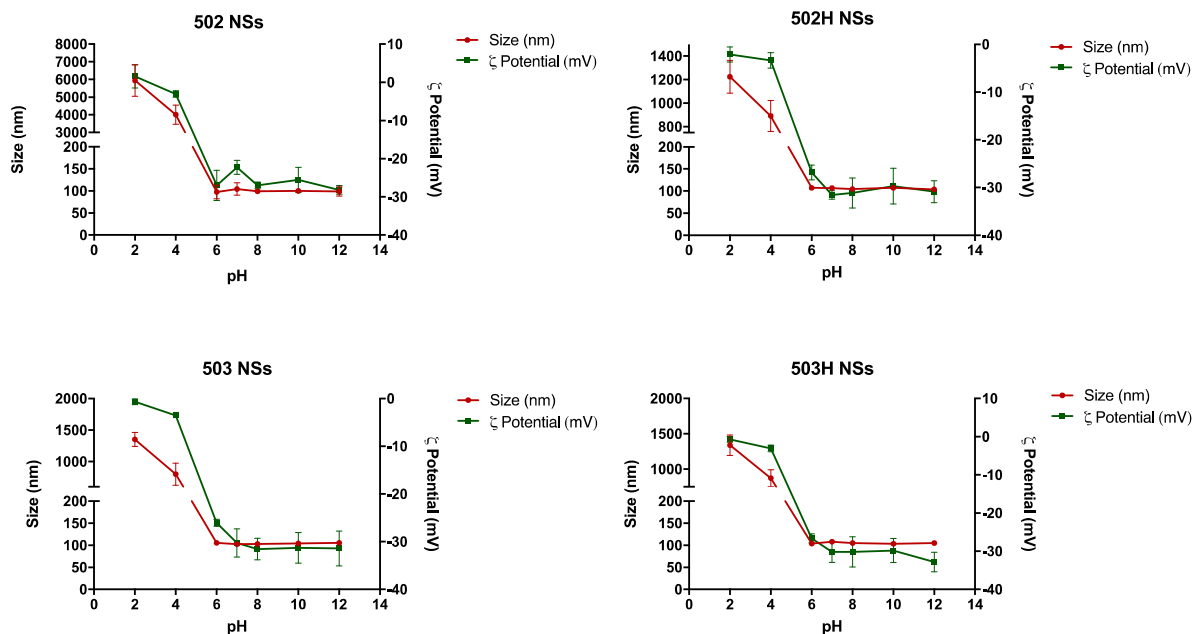 502 NSs
Size (nm)
ζ Potential (mV)
8000
7000
6000
5000
4000
3000
150
100
50
0
10
0
-10
-20
-30
-40
0 2 4 6 8 10 12 14
pH
Size (nm)
ζ Potential (mV)
502H NSs
Size (nm)
ζ Potential (mV)
1400
1200
1000
800
150
100
50
0
0
-10
-20
-30
-40
0 2 4 6 8 10 12 14
pH
Size (nm)
ζ Potential (mV)
503 NSs
Size (nm)
ζ Potential (mV)
2000
1500
1000
200
150
100
50
0
0
-10
-20
-30
-40
0 2 4 6 8 10 12 14
pH
Size (nm)
ζ Potential (mV)
503H NSs
Size (nm)
ζ Potential (mV)
2000
1500
1000
200
150
100
50
0
10
0
-10
-20
-30
-40
0 2 4 6 8 10 12 14
pH
Size (nm)
ζ Potential (mV)